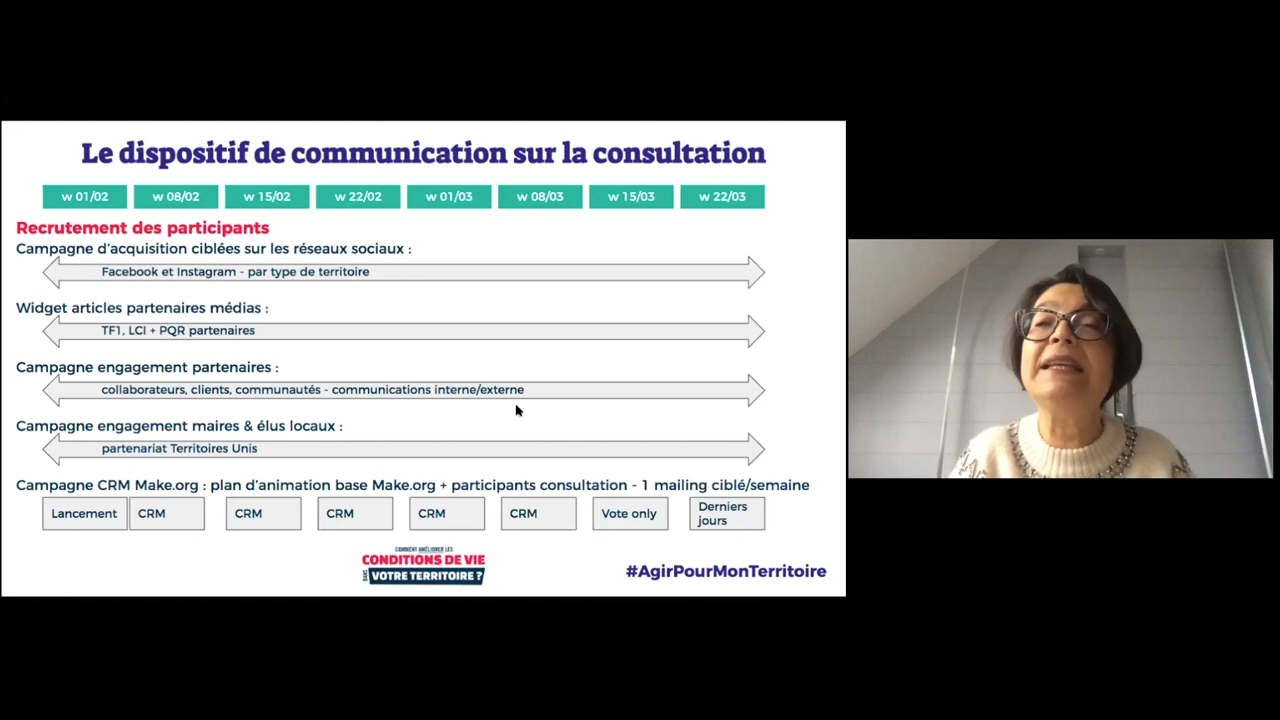 Le dispositif de communication sur la consultation
w 01/02 w 08/02 w 15/02 w 22/02 w 01/03 w 08/03 w 15/03 w 22/03
Recrutement des participants
Campagne d'acquisition ciblées sur les réseaux sociaux :
Facebook et Instagram - par type de territoire
Widget articles partenaires médias :
TF1, LCI + PQR partenaires
Campagne engagement partenaires :
collaborateurs, clients, communautés - communications interne/externe
Campagne engagement maires & élus locaux :
partenariat Territoires Unis
Campagne CRM Make.org : plan d'animation base Make.org + participants consultation - 1 mailing ciblé/semaine
Lancement CRM CRM CRM CRM CRM Vote only Derniers
jours
COMMENT AMÉLIORER LES
CONDITIONS DE VIE
DANS VOTRE TERRITOIRE ?
#AgirPourMonTerritoire